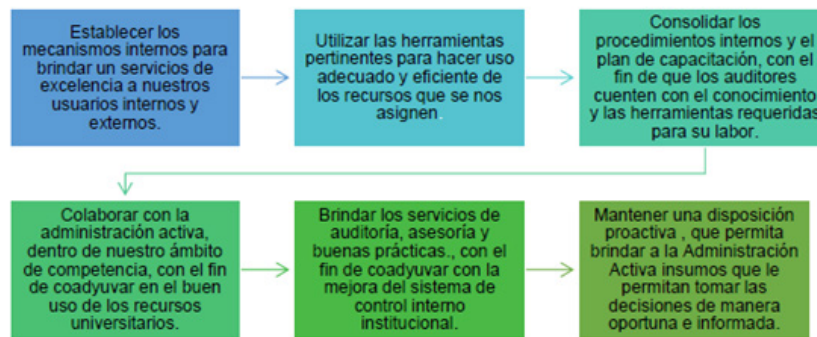 Establecer los
mecanismos internos para
brindar un servicios de
excelencia a nuestros
usuarios internos y
externos.
Utilizar las herramientas
pertinentes para hacer uso
adecuado y eficiente de
los recursos que se nos
asignen.
Consolidar los
procedimientos internos y el
plan de capacitación, con el
fin de que los auditores
cuenten con el conocimiento
y las herramientas requeridas
para su labor.
Colaborar con la
administración activa,
dentro de nuestro ámbito
de competencia, con el fin
de coadyuvar en el buen
uso de los recursos
universitarios.
Brindar los servicios de
auditoría, asesoría y
buenas prácticas., con el
fin de coadyuvar con la
mejora del sistema de
control interno
institucional.
Mantener una disposición
proactiva , que permita
brindar a la Administración
Activa insumos que le
permitan tomar las
decisiones de manera
oportuna e informada.